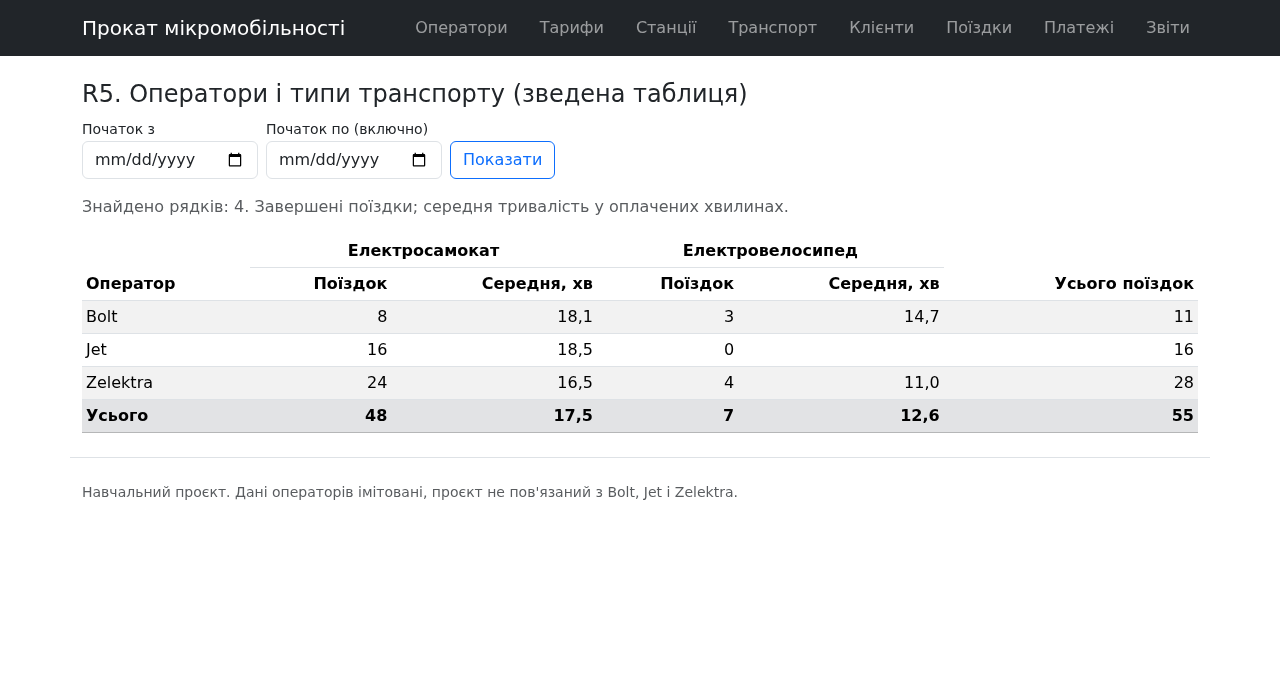 Прокат мікромобільності Оператори Тарифи Станції Транспорт Клієнти Поїздки Платежі Звіти
R5. Оператори і типи транспорту (зведена таблиця)
Початок з Початок по (включно)
mm/dd/yyyy mm/dd/yyyy Показати
Знайдено рядків: 4. Завершені поїздки; середня тривалість у оплачених хвилинах.
Електросамокат Електровелосипед
Оператор Поїздок Середня, хв Поїздок Середня, хв Усього поїздок
Bolt 8 18,1 3 14,7 11
Jet 16 18,5 0 16
Zelektra 24 16,5 4 11,0 28
Усього 48 17,5 7 12,6 55
Навчальний проєкт. Дані операторів імітовані, проєкт не пов'язаний з Bolt, Jet і Zelektra.